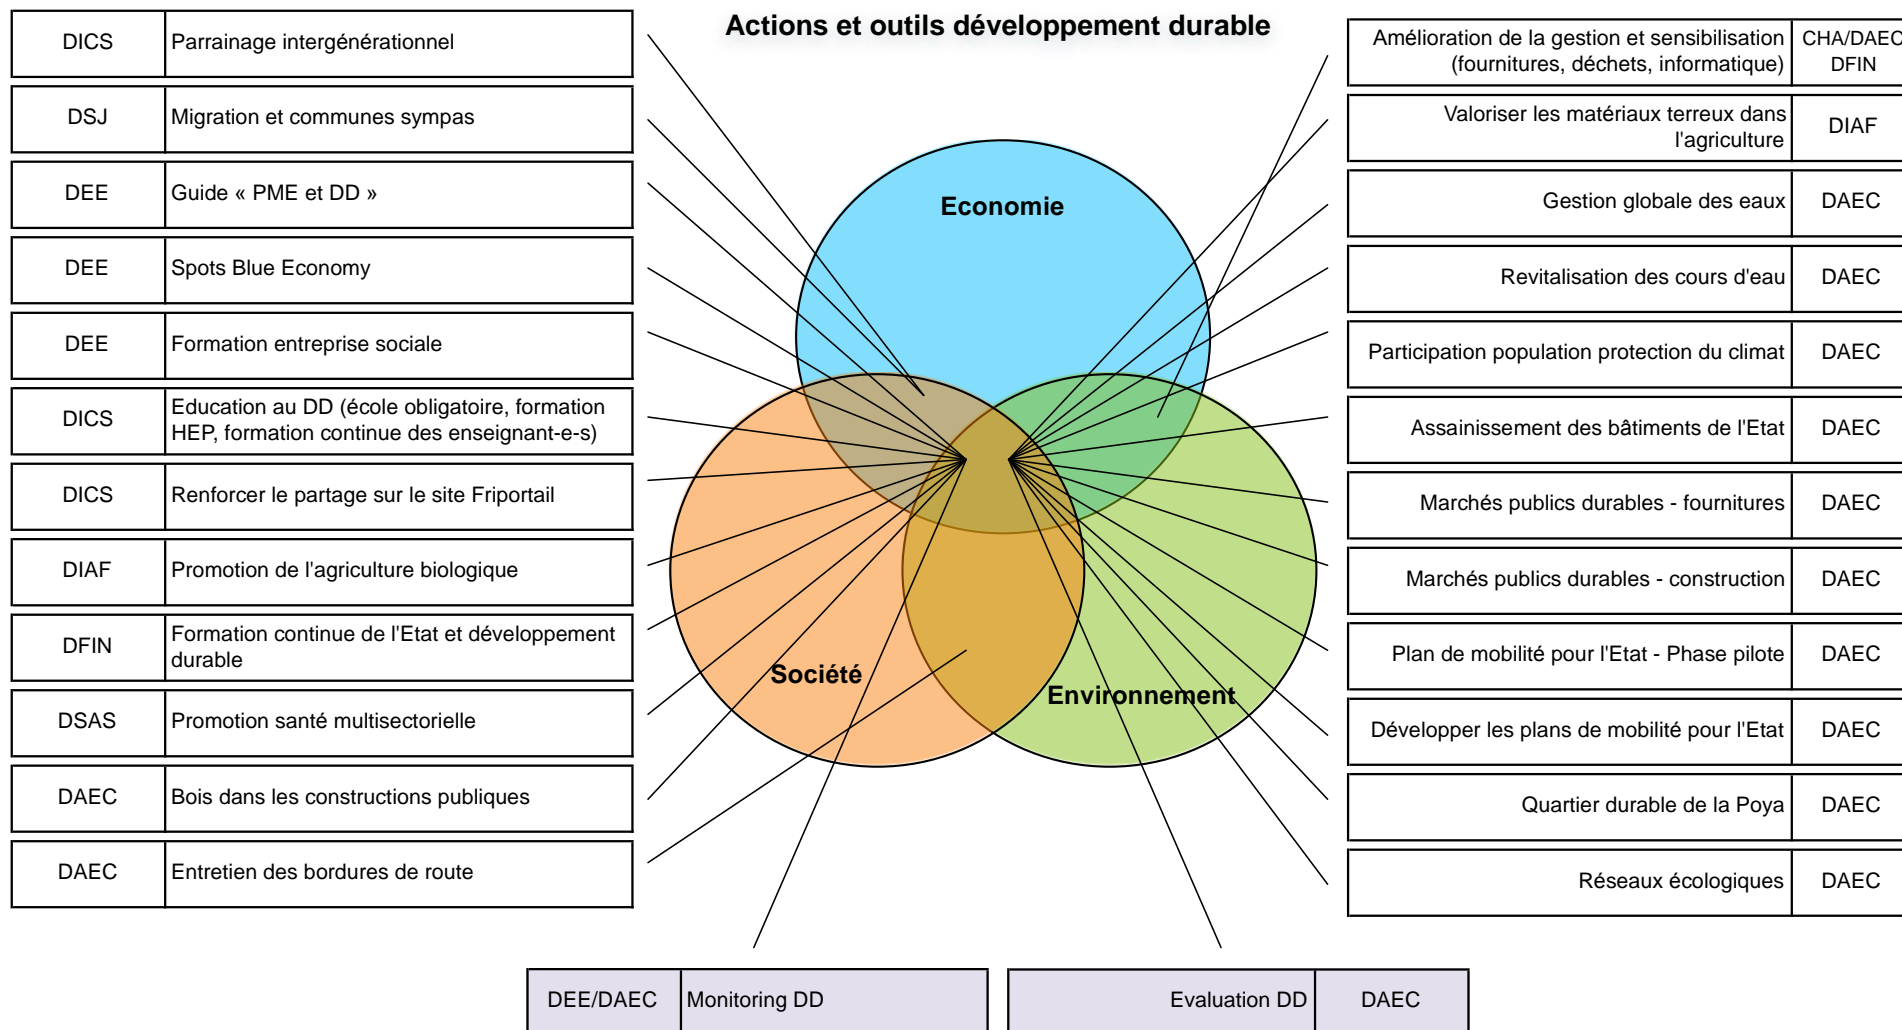 Actions et outils développement durable
DICS Parrainage intergénérationnel
DSJ Migration et communes sympas
DEE Guide « PME et DD »
DEE Spots Blue Economy
DEE Formation entreprise sociale
DICS Education au DD (école obligatoire, formation
HEP, formation continue des enseignant-e-s)
DICS Renforcer le partage sur le site Friportail
DIAF Promotion de l'agriculture biologique
DFIN Formation continue de l'Etat et développement
durable
DSAS Promotion santé multisectorielle
DAEC Bois dans les constructions publiques
DAEC Entretien des bordures de route
Economie
Société
Environnement
Amélioration de la gestion et sensibilisation CHA/DAEC
(fournitures, déchets, informatique) DFIN
Valoriser les matériaux terreux dans
l'agriculture DIAF
Gestion globale des eaux DAEC
Revitalisation des cours d'eau DAEC
Participation population protection du climat DAEC
Assainissement des bâtiments de l'Etat DAEC
Marchés publics durables - fournitures DAEC
Marchés publics durables - construction DAEC
Plan de mobilité pour l'Etat - Phase pilote DAEC
Développer les plans de mobilité pour l'Etat DAEC
Quartier durable de la Poya DAEC
Réseaux écologiques DAEC
DEE/DAEC Monitoring DD
Evaluation DD DAEC